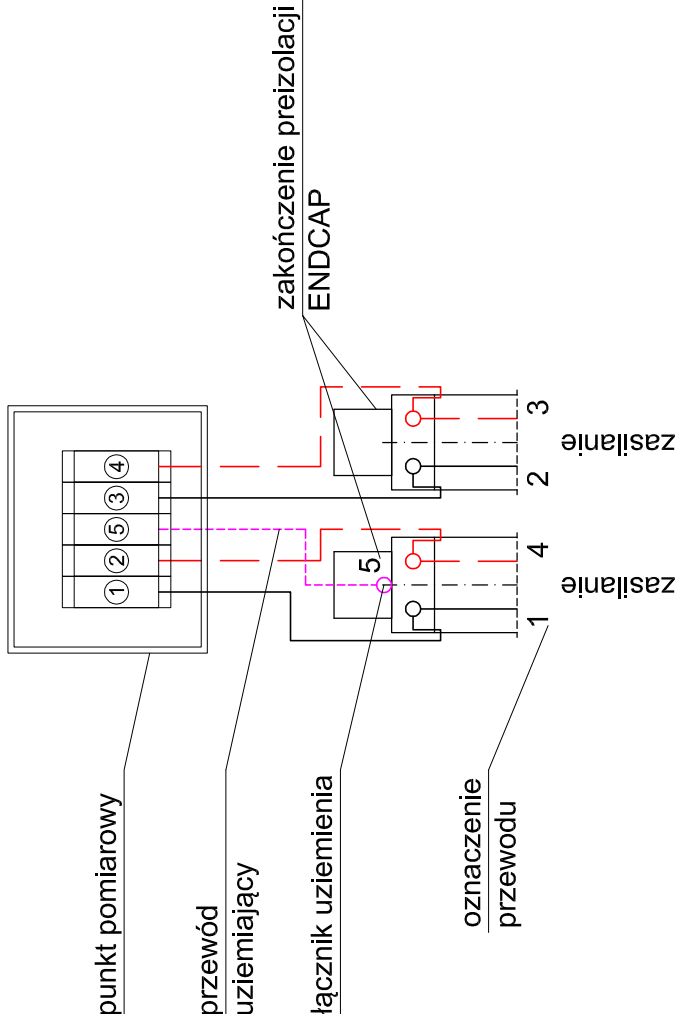 punkt pomiarowy
przewód
uziemiający
łącznik uziemienia
oznaczenie
przewodu
zakończenie preizolacji
ENDCAP
1
2
5
3
4
5
1
4
2
3
zasilanie
zasilanie